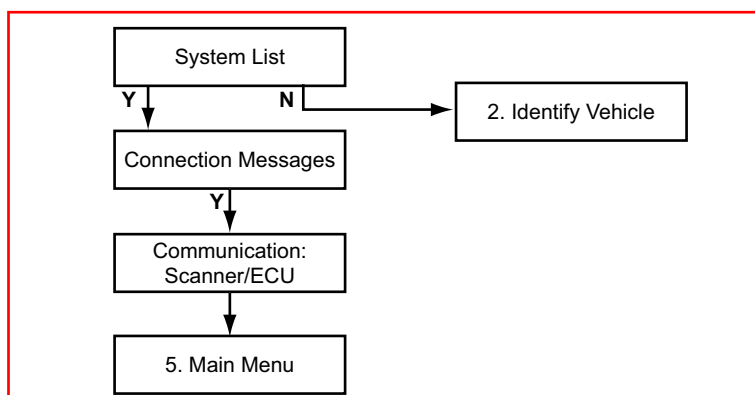 System List
Y
N
2. Identify Vehicle
Connection Messages
Y
Communication:
Scanner/ECU
5. Main Menu